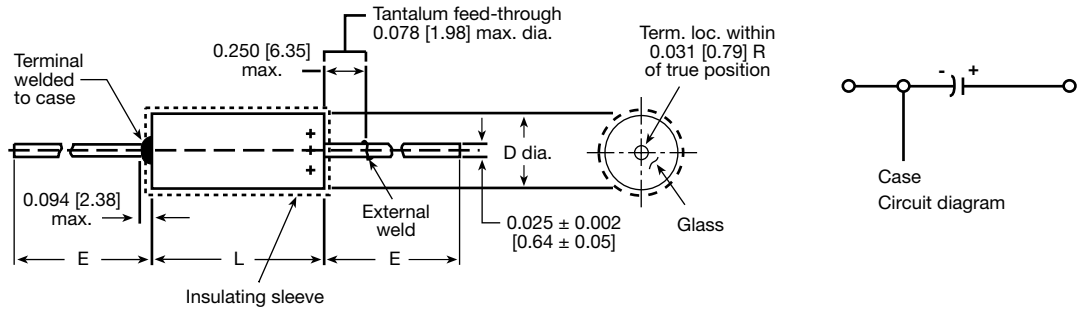 Tantalum feed-through
0.078 [1.98] max. dia.
0.250 [6.35]
max.
Term. loc. within
0.031 [0.79] R
of true position
Terminal
welded
to case
- +
+
+
+
D dia.
0.094 [2.38]
max.
External
weld
0.025 ± 0.002
[0.64 ± 0.05]
Glass
Case
Circuit diagram
E
L
E
Insulating sleeve